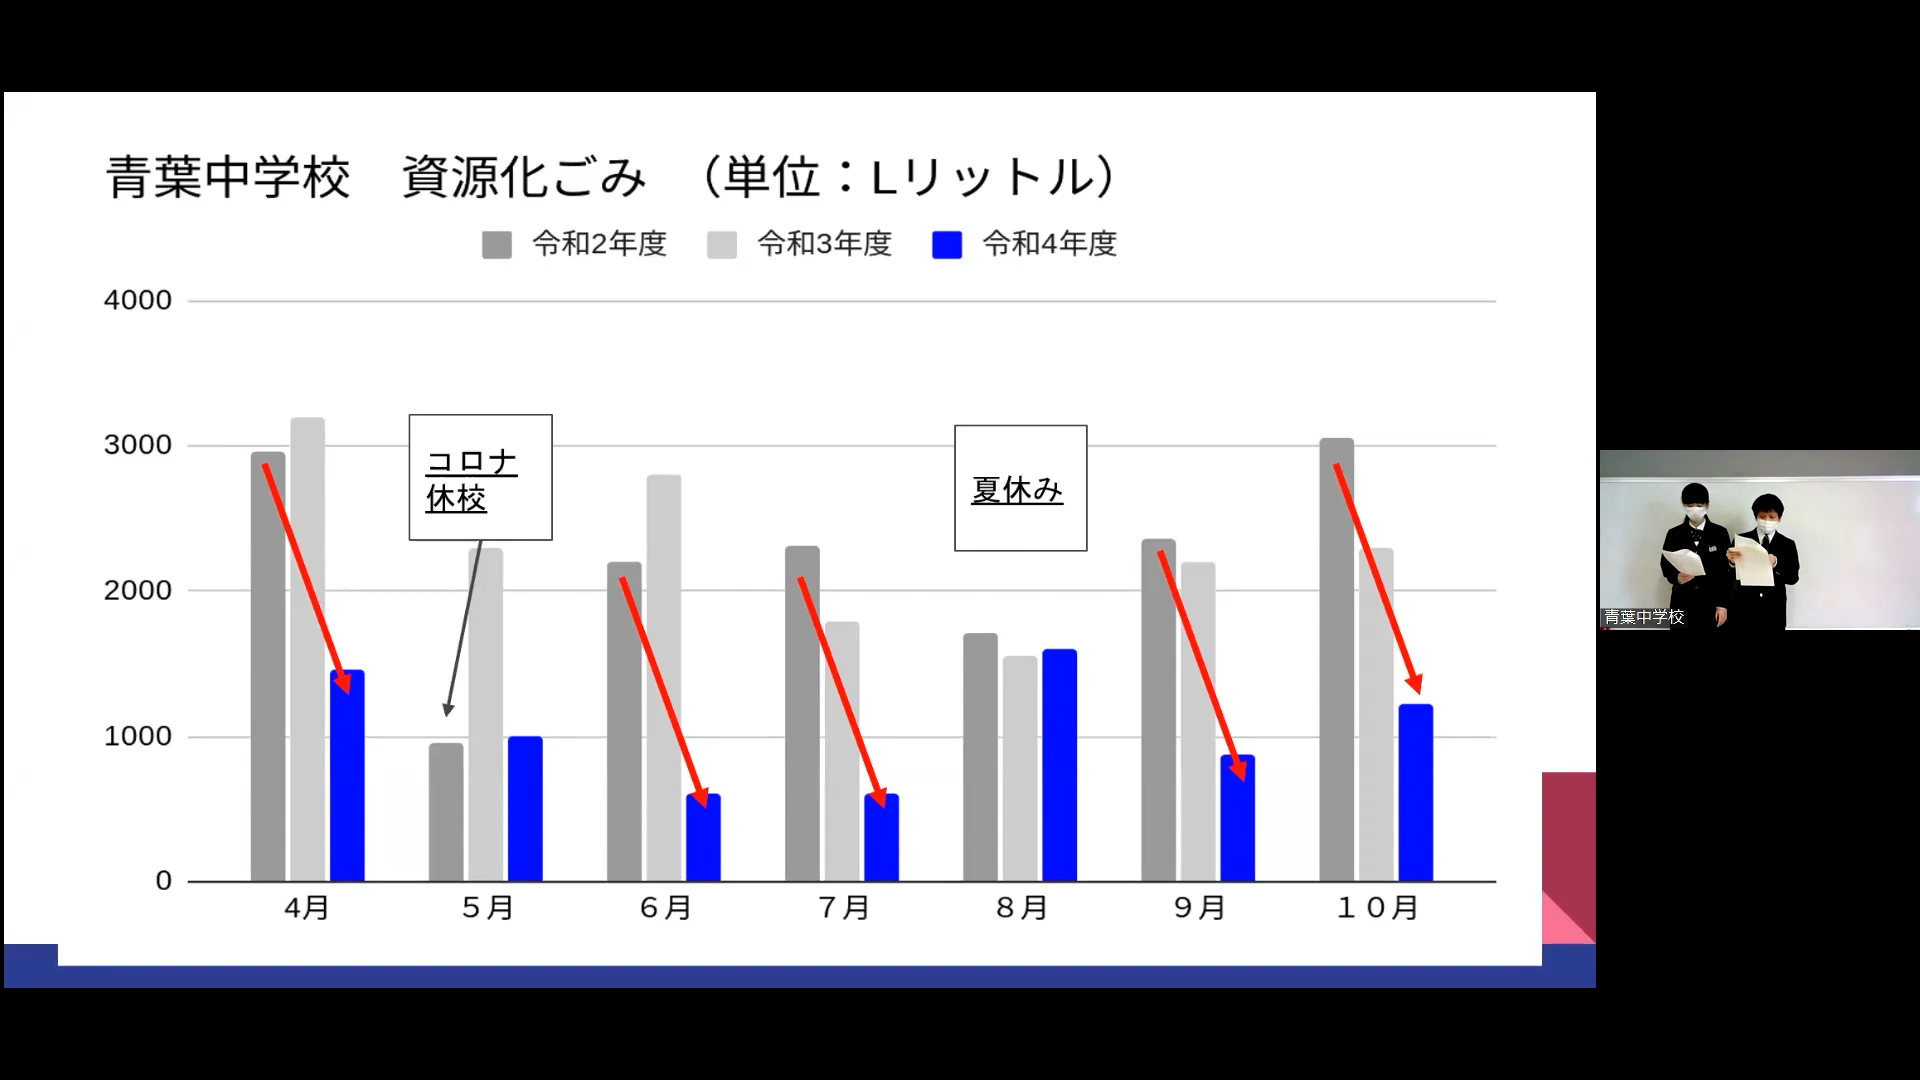 青葉中学校　資源化ごみ　（単位：Lリットル）
令和2年度　令和3年度　令和4年度
4000
3000
2000
1000
0
コロナ
休校
夏休み
4月　５月　６月　７月　８月　９月　１０月
青葉中学校